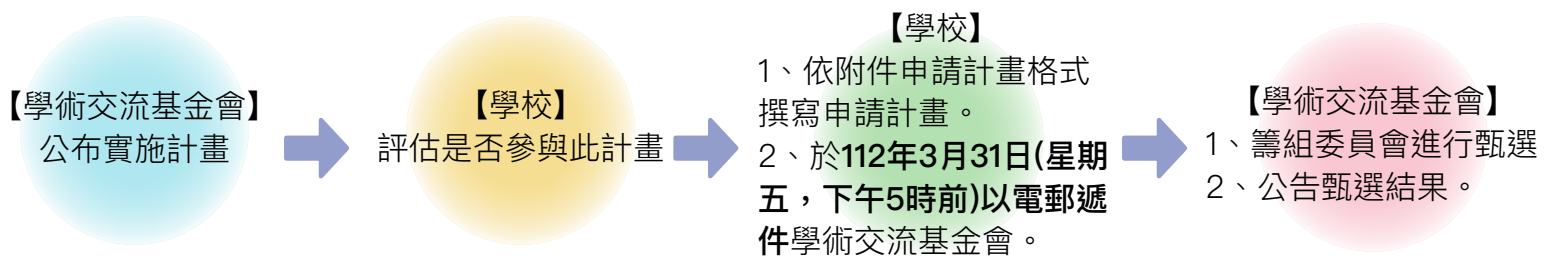 【學術交流基金會】
公布實施計畫
【學校】
評估是否參與此計畫
【學校】
1、依附件申請計畫格式
撰寫申請計畫。
2、於112年3月31日(星期
五，下午5時前)以電郵遞
件學術交流基金會。
【學術交流基金會】
1、籌組委員會進行甄選
2、公告甄選結果。